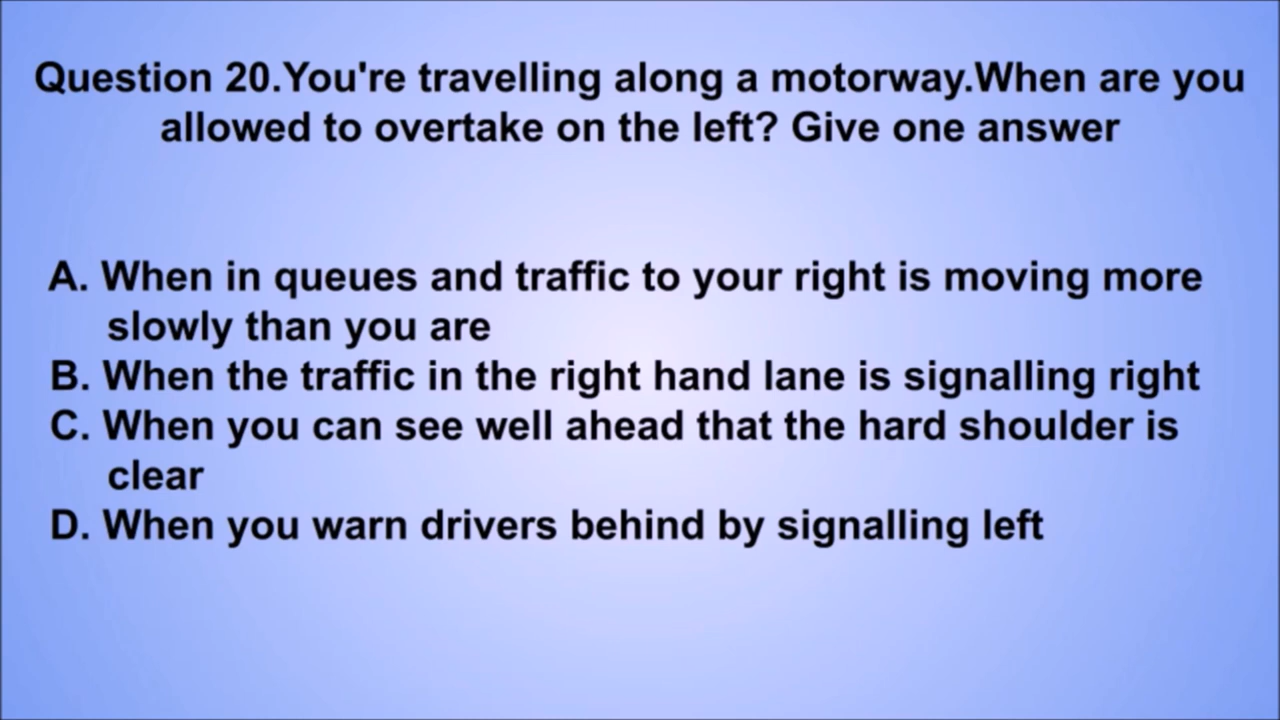 Question 20.You're travelling along a motorway.When are you
allowed to overtake on the left? Give one answer
A. When in queues and traffic to your right is moving more
slowly than you are
B. When the traffic in the right hand lane is signalling right
C. When you can see well ahead that the hard shoulder is
clear
D. When you warn drivers behind by signalling left